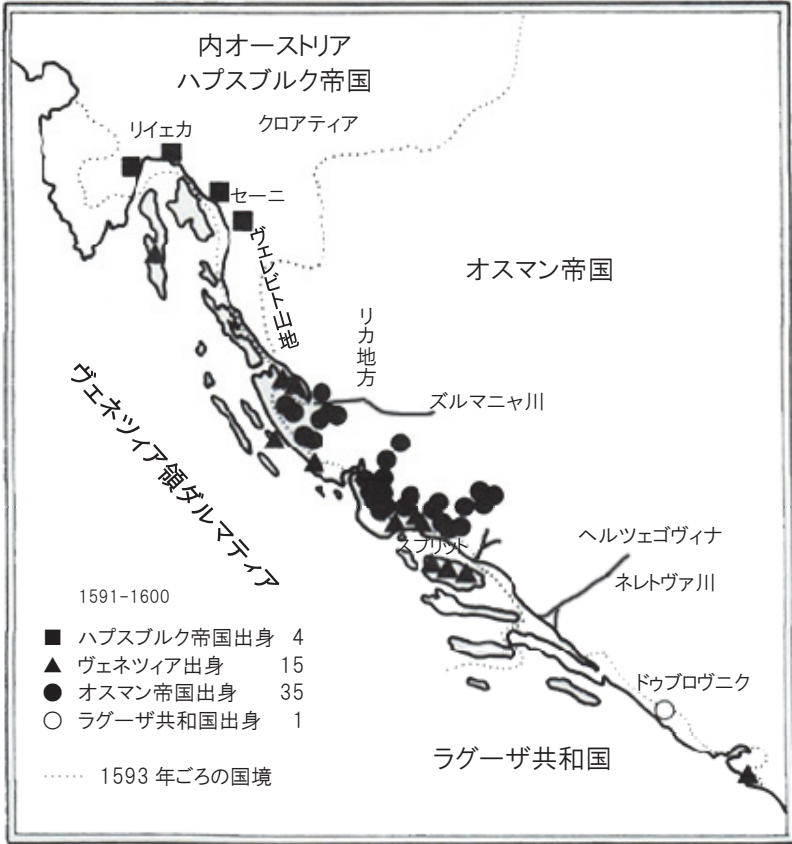 内オーストリア
ハプスブルク帝国
リイェカ
クロアティア
セーニ
ヴェレビト山地
オスマン帝国
リカ地方
ズルマニャ川
ヴェネツィア領ダルマティア
スプリット
ヘルツェゴヴィナ
ネレトヴァ川
1591-1600
■ ハプスブルク帝国出身 4
▲ ヴェネツィア出身 15
● オスマン帝国出身 35
○ ラグーザ共和国出身 1
ドゥブロヴニク
ラグーザ共和国
…… 1593年ごろの国境